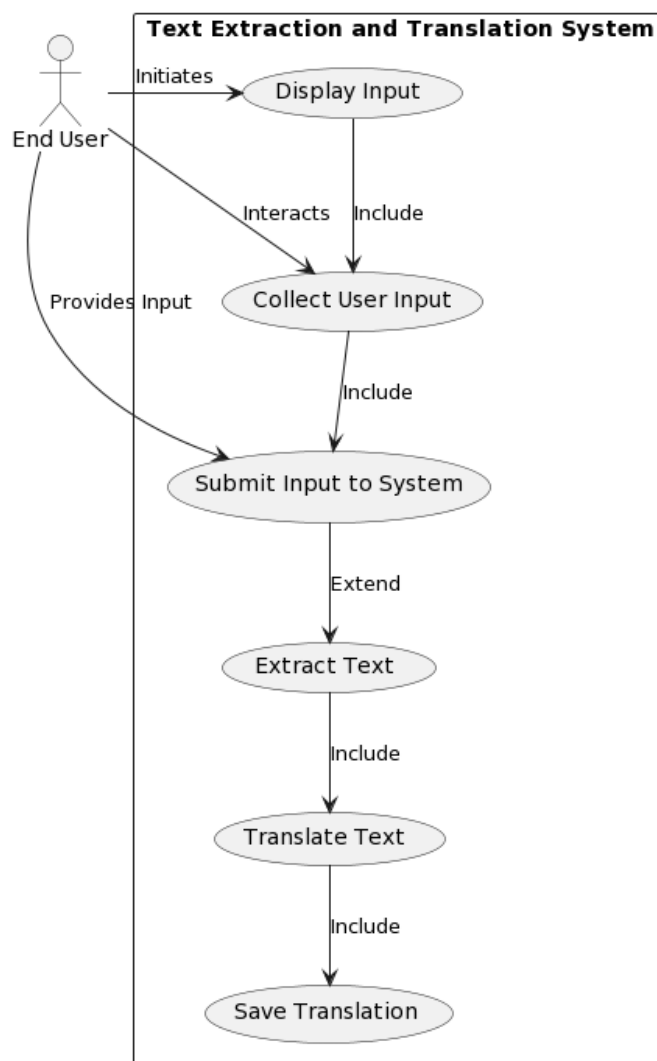 Text Extraction and Translation System
Initiates
Display Input
End User
Interacts
Include
Collect User Input
Provides Input
Include
Submit Input to System
Extend
Extract Text
Include
Translate Text
Include
Save Translation